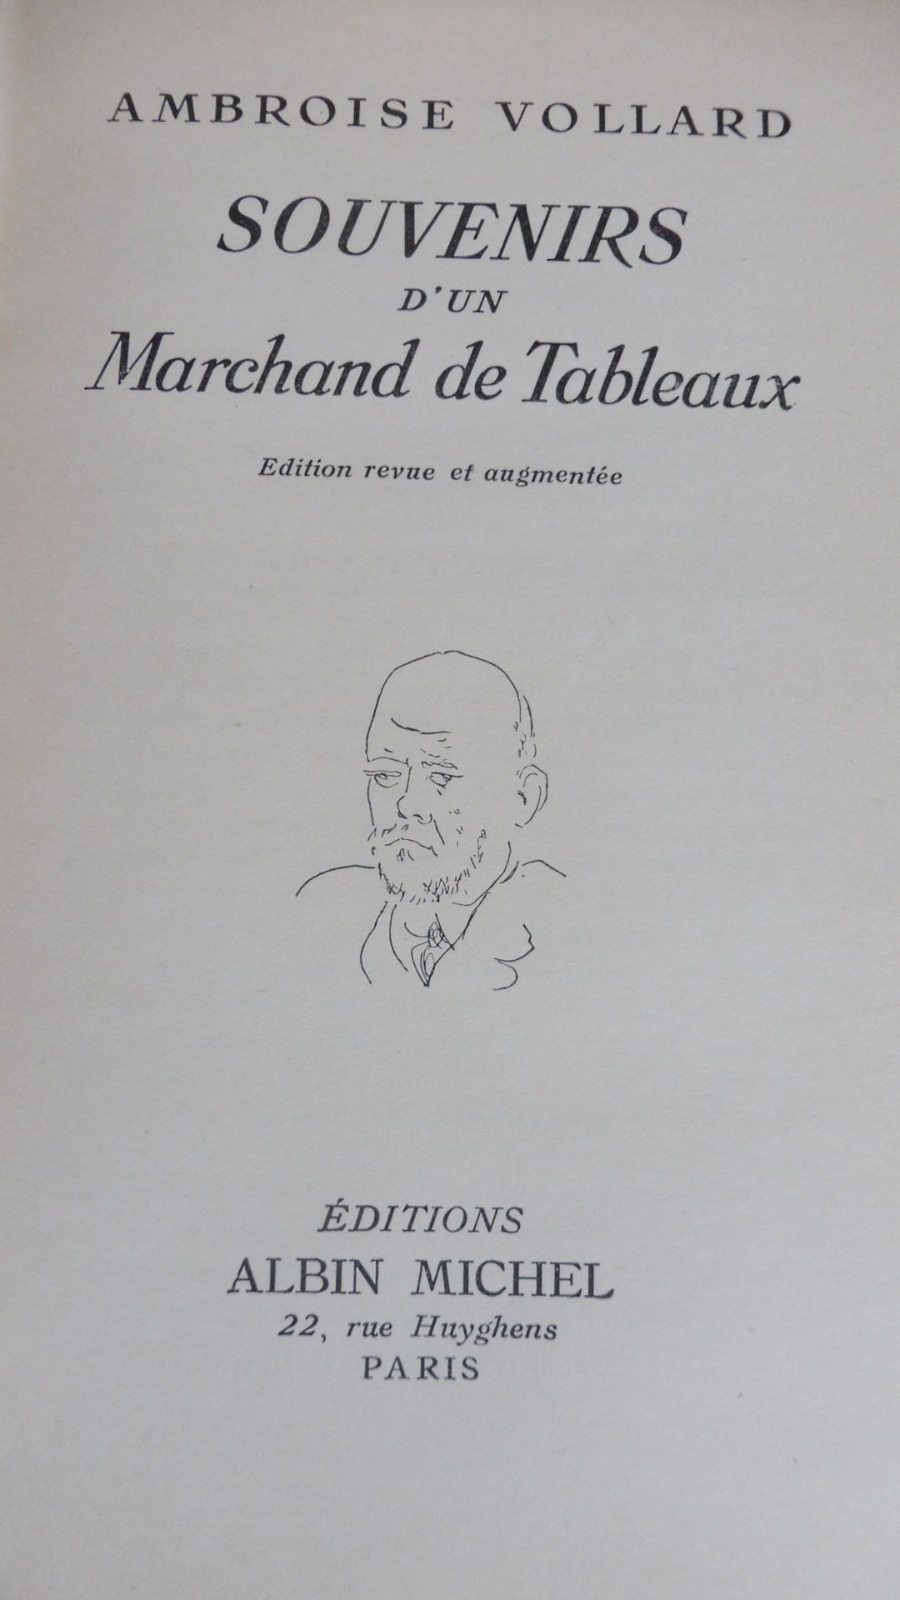 AMBROISE VOLLARD
SOUVENIRS
D'UN
Marchand de Tableaux
Edition revue et augmentée
ÉDITIONS
ALBIN MICHEL
22, rue Huyghens
PARIS